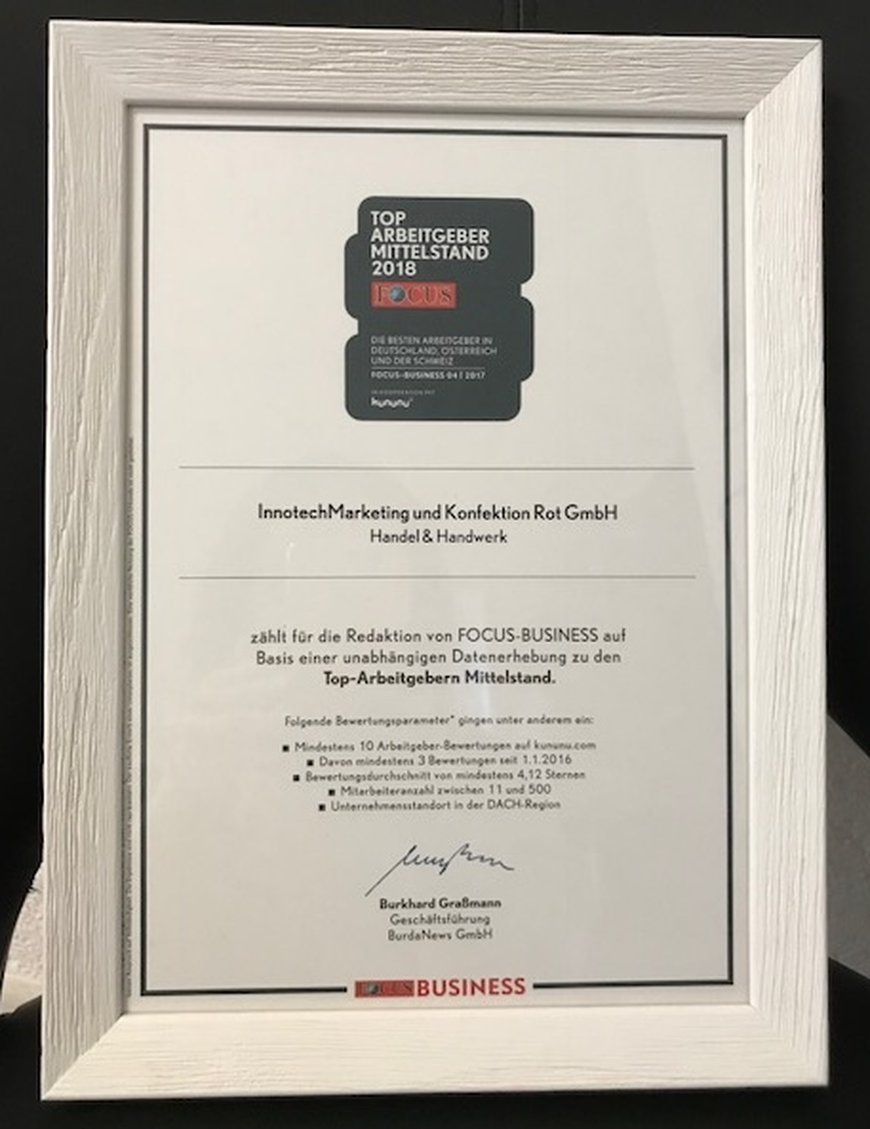 TOP
ARBEITGEBER
MITTELSTAND
2018
FOCUS
DIE BESTEN ARBEITGEBER IN
DEUTSCHLAND, ÖSTERREICH
UND DER SCHWEIZ
FOCUS-BUSINESS 04 | 2017
IN KOOPERATION MIT
kununu
InnotechMarketing und Konfektion Rot GmbH
Handel & Handwerk
zählt für die Redaktion von FOCUS-BUSINESS auf
Basis einer unabhängigen Datenerhebung zu den
Top-Arbeitgebern Mittelstand.
Folgende Bewertungsparameter* gingen unter anderem ein:
■ Mindestens 10 Arbeitgeber-Bewertungen auf kununu.com
■ Davon mindestens 3 Bewertungen seit 1.1.2016
■ Bewertungsdurchschnitt von mindestens 4,12 Sternen
■ Mitarbeiteranzahl zwischen 11 und 500
■ Unternehmensstandort in der DACH-Region
Burkhard Graßmann
Geschäftsführung
BurdaNews GmbH
FOCUS BUSINESS